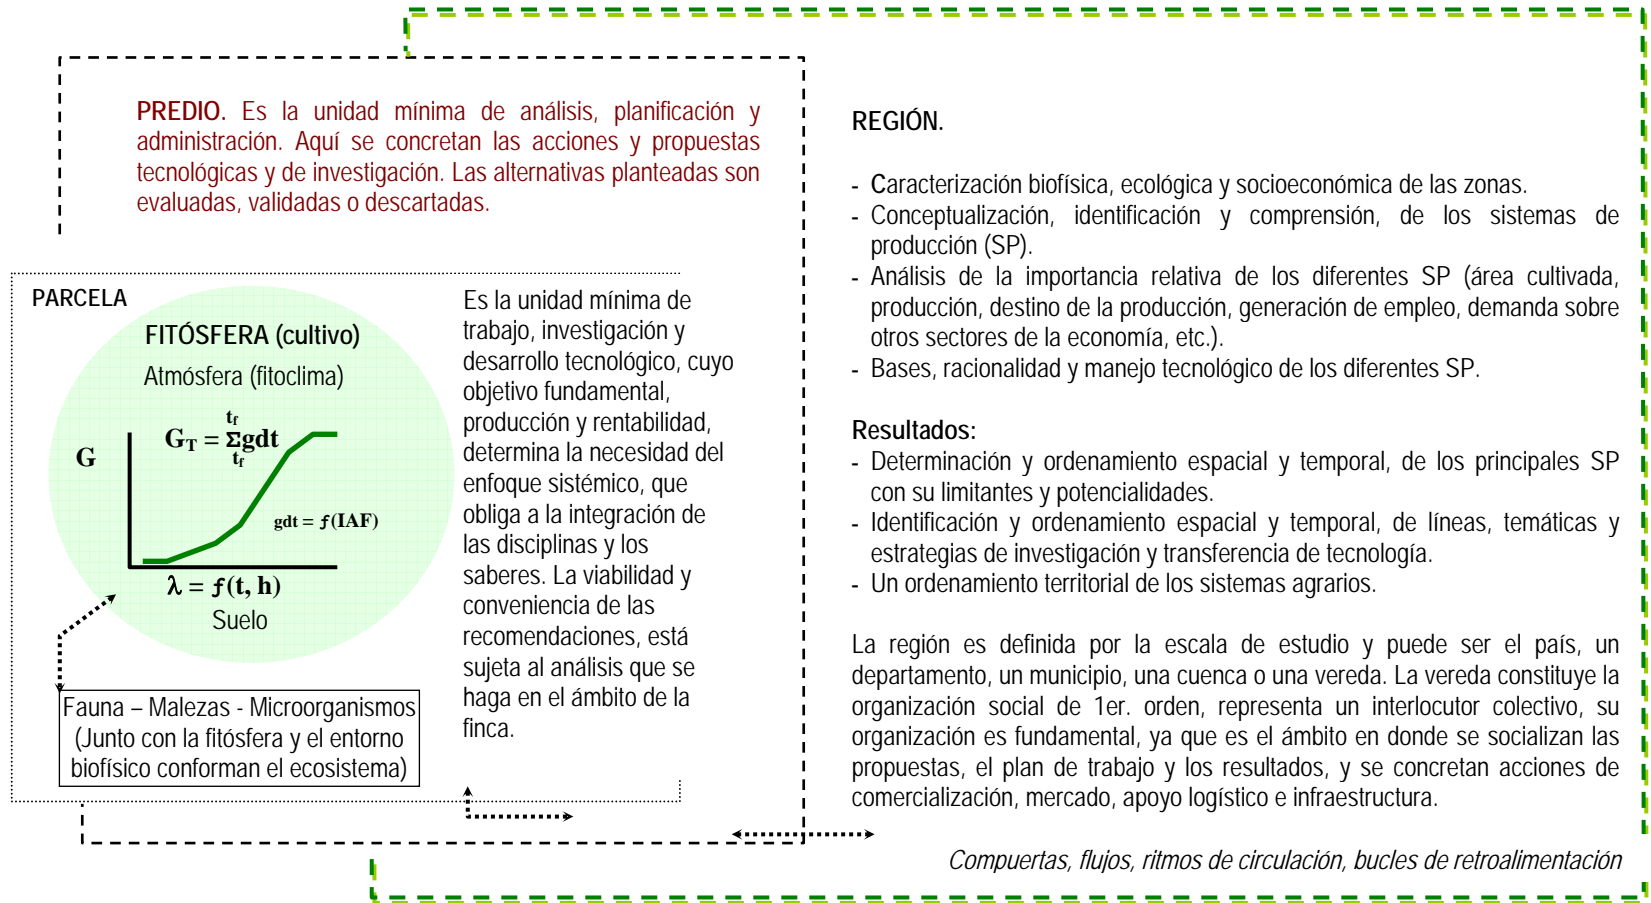 PREDIO. Es la unidad mínima de análisis, planificación y
administración. Aquí se concretan las acciones y propuestas
tecnológicas y de investigación. Las alternativas planteadas son
evaluadas, validadas o descartadas.
PARCELA
FITÓSFERA (cultivo)
Atmósfera (fitoclima)
tf
GT = Σgdt
tf
G
gdt = f(IAF)
λ = f(t, h)
Suelo
Fauna – Malezas - Microorganismos
(Junto con la fitósfera y el entorno
biofísico conforman el ecosistema)
Es la unidad mínima de
trabajo, investigación y
desarrollo tecnológico, cuyo
objetivo fundamental,
producción y rentabilidad,
determina la necesidad del
enfoque sistémico, que
obliga a la integración de
las disciplinas y los
saberes. La viabilidad y
conveniencia de las
recomendaciones, está
sujeta al análisis que se
haga en el ámbito de la
finca.
REGIÓN.
- Caracterización biofísica, ecológica y socioeconómica de las zonas.
- Conceptualización, identificación y comprensión, de los sistemas de
producción (SP).
- Análisis de la importancia relativa de los diferentes SP (área cultivada,
producción, destino de la producción, generación de empleo, demanda sobre
otros sectores de la economía, etc.).
- Bases, racionalidad y manejo tecnológico de los diferentes SP.
Resultados:
- Determinación y ordenamiento espacial y temporal, de los principales SP
con su limitantes y potencialidades.
- Identificación y ordenamiento espacial y temporal, de líneas, temáticas y
estrategias de investigación y transferencia de tecnología.
- Un ordenamiento territorial de los sistemas agrarios.
La región es definida por la escala de estudio y puede ser el país, un
departamento, un municipio, una cuenca o una vereda. La vereda constituye la
organización social de 1er. orden, representa un interlocutor colectivo, su
organización es fundamental, ya que es el ámbito en donde se socializan las
propuestas, el plan de trabajo y los resultados, y se concretan acciones de
comercialización, mercado, apoyo logístico e infraestructura.
Compuertas, flujos, ritmos de circulación, bucles de retroalimentación